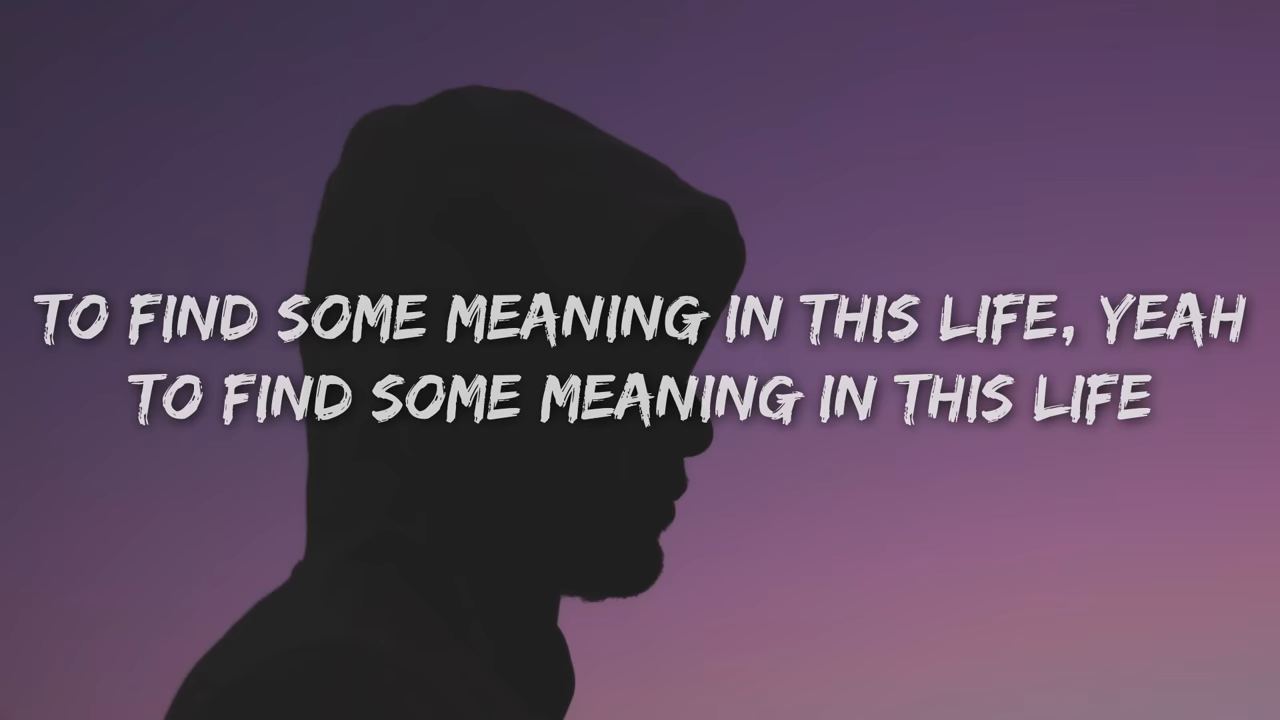 TO FIND SOME MEANING IN THIS LIFE, YEAH
TO FIND SOME MEANING IN THIS LIFE